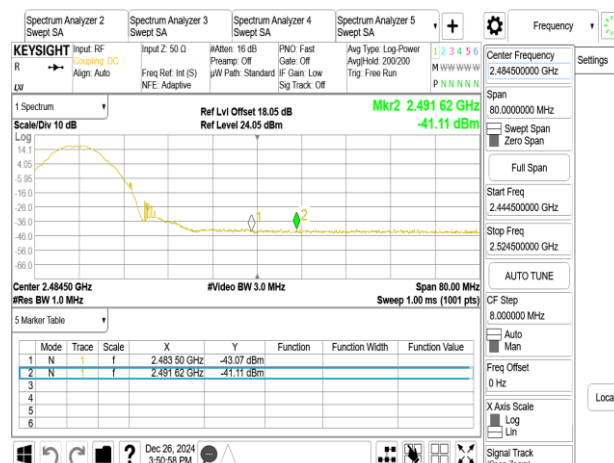 Spectrum Analyzer 2
Swept SA
Spectrum Analyzer 3
Swept SA
Spectrum Analyzer 4
Swept SA
Spectrum Analyzer 5
Swept SA
+
Frequency
Settings
KEYSIGHT
R
Input: RF
Coupling: DC
Align: Auto
Input Z: 50 Ω
Freq Ref: Int (S)
NFE: Adaptive
#Atten: 16 dB
Preamp: Off
µW Path: Standard
PNO: Fast
Gate: Off
IF Gain: Low
Sig Track: Off
Avg Type: Log-Power
Avg|Hold: 200/200
Trig: Free Run
1 2 3 4 5 6
M W W W W W
P N N N N N
1 Spectrum
Scale/Div 10 dB
Log
Ref Lvl Offset 18.05 dB
Ref Level 24.05 dBm
Mkr2 2.491 62 GHz
-41.11 dBm
14.1
4.05
-5.95
-16.0
-26.0
-36.0
-46.0
-56.0
-66.0
1
2
Center 2.48450 GHz
#Res BW 1.0 MHz
#Video BW 3.0 MHz
Span 80.00 MHz
Sweep 1.00 ms (1001 pts)
5 Marker Table
Mode Trace Scale X Y Function Function Width Function Value
1 N 1 f 2.483 50 GHz -43.07 dBm
2 N 1 f 2.491 62 GHz -41.11 dBm
3
4
5
6
Dec 26, 2024
3:50:58 PM
Center Frequency
2.484500000 GHz
Span
80.0000000 MHz
Swept Span
Zero Span
Full Span
Start Freq
2.444500000 GHz
Stop Freq
2.524500000 GHz
AUTO TUNE
CF Step
8.000000 MHz
Auto
Man
Freq Offset
0 Hz
X Axis Scale
Log
Lin
Signal Track
Loca